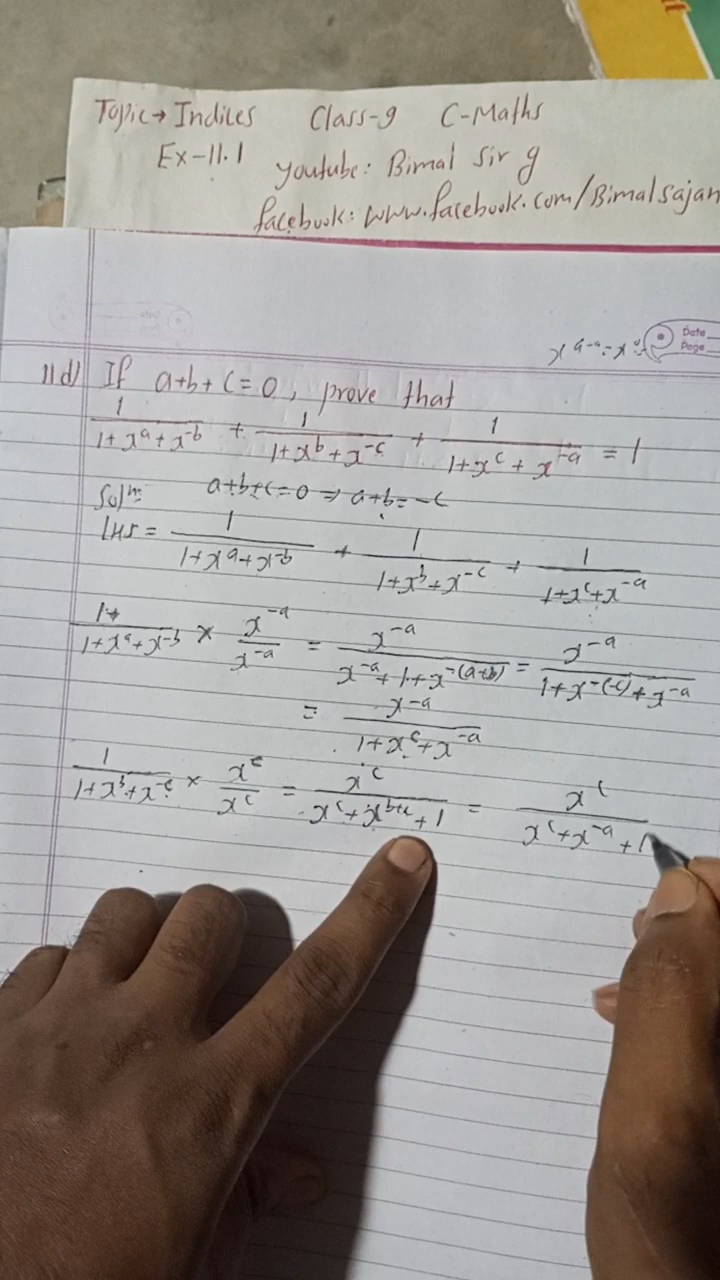 Topic→ Indices Class-9 C-Maths
Ex-11.1 youtube: Bimal Sir g
facebook: www.facebook.com/Bimalsajan
Date
Page
11d) If a+b+c=0, prove that
1/(1+x^a+x^-b) + 1/(1+x^b+x^-c) + 1/(1+x^c+x^-a) = 1
Soln: a+b+c=0 ⇒ a+b=-c
LHS = 1/(1+x^a+x^-b) + 1/(1+x^b+x^-c) + 1/(1+x^c+x^-a)
1/(1+x^a+x^-b) × x^-a/x^-a = x^-a/(x^-a+1+x^-(a+b)) = x^-a/(1+x^-(-c)+x^-a)
= x^-a/(1+x^c+x^-a)
1/(1+x^b+x^-c) × x^c/x^c = x^c/(x^c+x^b+c+1) = x^c/(x^c+x^-a+1